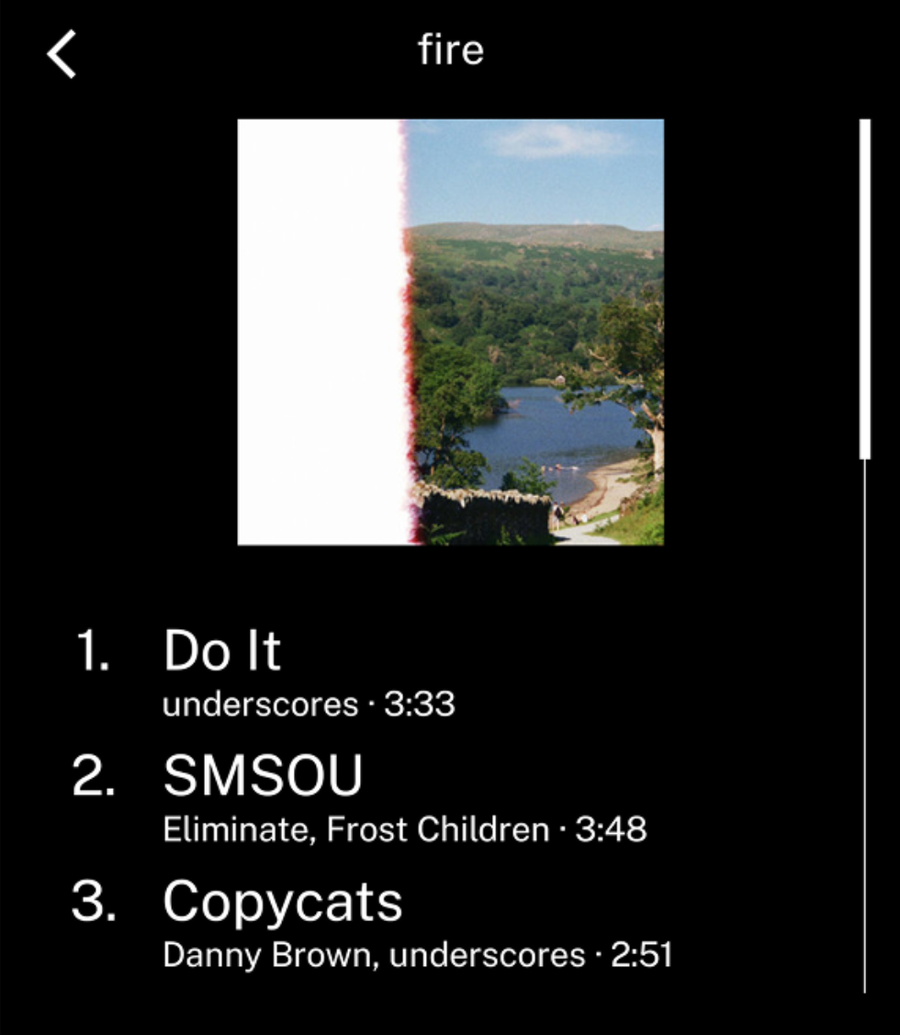 fire
1. Do It
underscores · 3:33
2. SMSOU
Eliminate, Frost Children · 3:48
3. Copycats
Danny Brown, underscores · 2:51